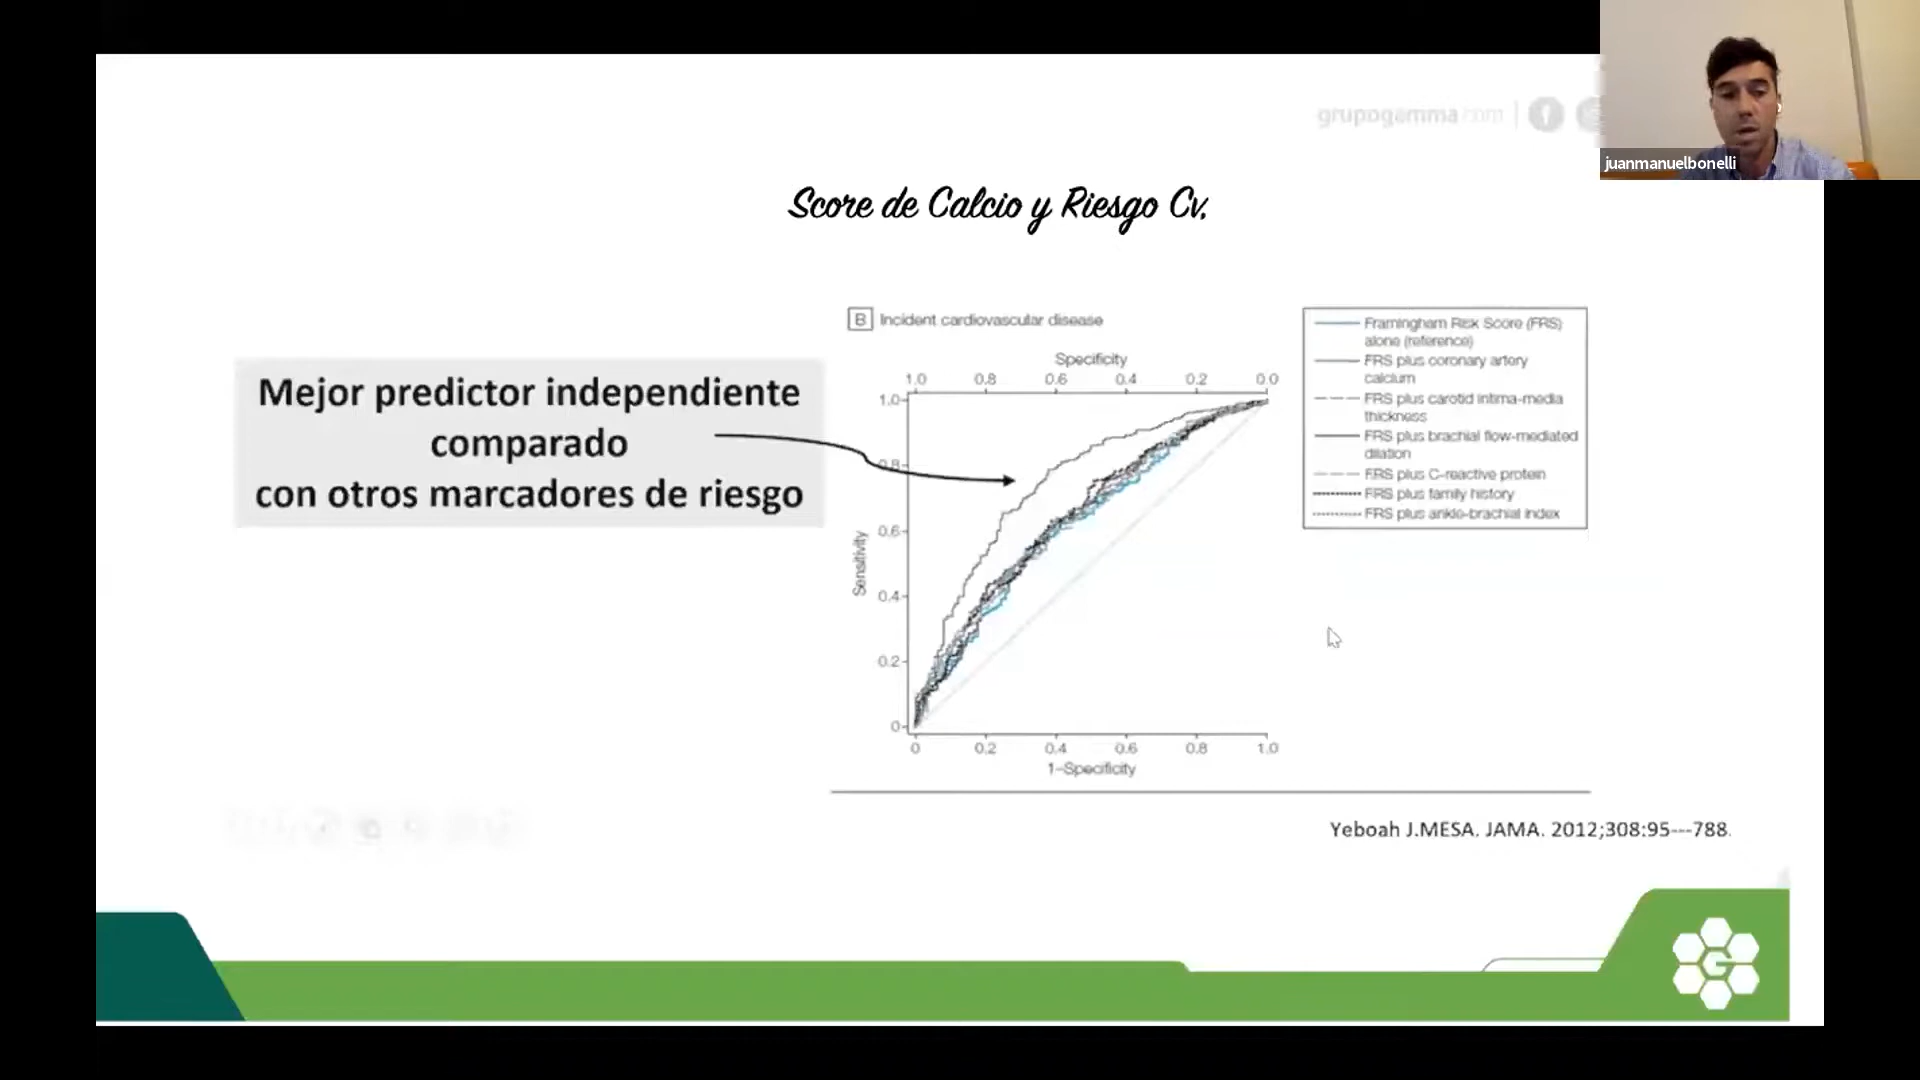 grupogamma.com
juanmanuelbonelli
Score de Calcio y Riesgo Cv,
Mejor predictor independiente
comparado
con otros marcadores de riesgo
B Incident cardiovascular disease
Specificity
1.0 0.8 0.6 0.4 0.2 0.0
1.0
0.8
0.6
0.4
0.2
0
Sensitivity
0 0.2 0.4 0.6 0.8 1.0
1–Specificity
Framingham Risk Score (FRS)
alone (reference)
FRS plus coronary artery
calcium
FRS plus carotid intima-media
thickness
FRS plus brachial flow-mediated
dilation
FRS plus C-reactive protein
FRS plus family history
FRS plus ankle-brachial index
Yeboah J.MESA. JAMA. 2012;308:95---788.